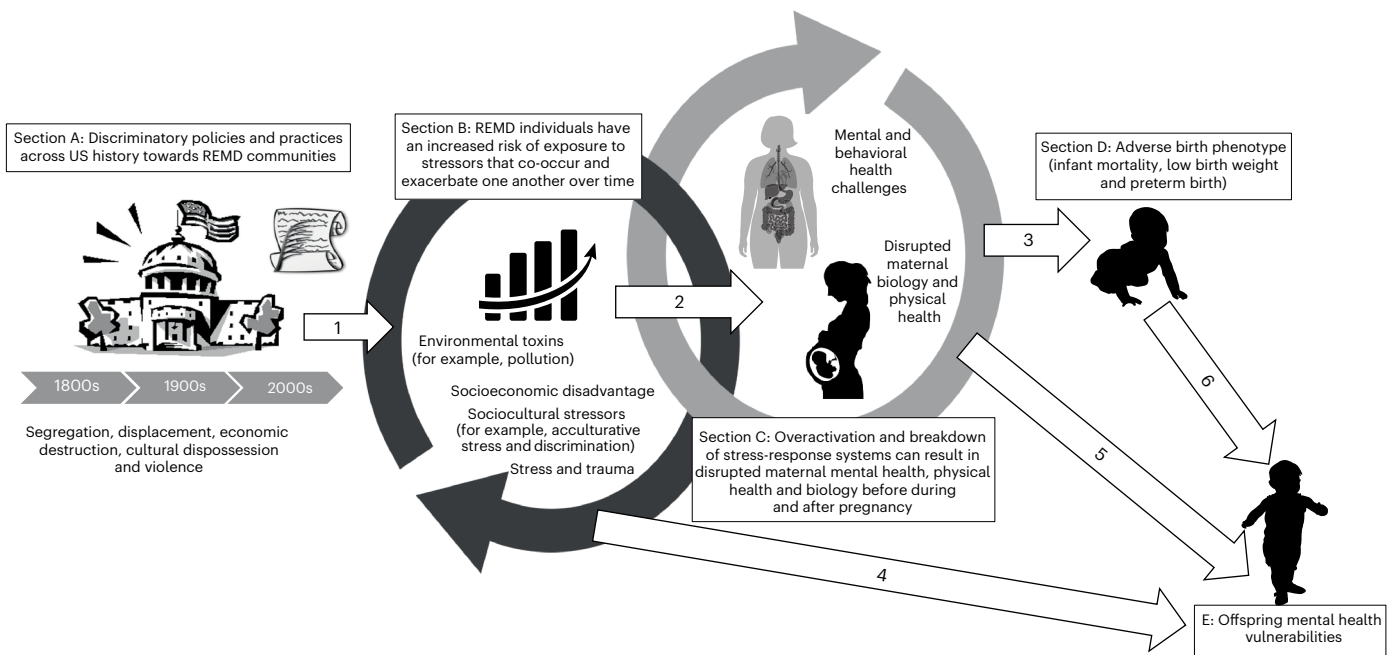 Section A: Discriminatory policies and practices
across US history towards REMD communities
1800s
1900s
2000s
Segregation, displacement, economic
destruction, cultural dispossession
and violence
1
Section B: REMD individuals have
an increased risk of exposure to
stressors that co-occur and
exacerbate one another over time
Environmental toxins
(for example, pollution)
Socioeconomic disadvantage
Sociocultural stressors
(for example, acculturative
stress and discrimination)
Stress and trauma
2
Mental and
behavioral
health
challenges
Disrupted
maternal
biology and
physical
health
Section C: Overactivation and breakdown
of stress-response systems can result in
disrupted maternal mental health, physical
health and biology before during
and after pregnancy
3
Section D: Adverse birth phenotype
(infant mortality, low birth weight
and preterm birth)
6
5
4
E: Offspring mental health
vulnerabilities